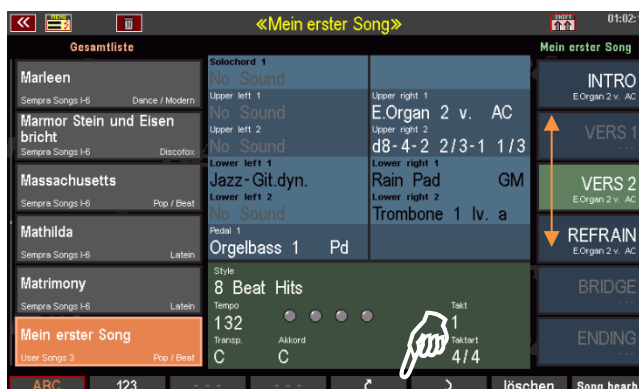 MENU
«Mein erster Song»
SHIFT
01:02:
Gesamtliste
Mein erster Song
Marleen
Sempra Songs I-6 Dance / Modern
Marmor Stein und Eisen
bricht
Sempra Songs I-6 Discofox
Massachusetts
Sempra Songs I-6 Pop / Beat
Mathilda
Sempra Songs I-6 Latein
Matrimony
Sempra Songs I-6 Latein
Mein erster Song
User Songs 3 Pop / Beat
Solochord 1
No Sound
Upper left 1
No Sound
Upper left 2
No Sound
Lower left 1
Jazz-Git.dyn.
Lower left 2
No Sound
Pedal 1
Orgelbass 1 Pd
Upper right 1
E.Organ 2 v. AC
Upper right 2
d8-4-2 2/3-1 1/3
Lower right 1
Rain Pad GM
Lower right 2
Trombone 1 lv. a
Style
8 Beat Hits
Tempo
132
Takt
1
Transp.
C
Akkord
C
Taktart
4/4
INTRO
E.Organ 2 v. AC
VERS 1
- - -
VERS 2
E.Organ 2 v. AC
REFRAIN
E.Organ 2 v. AC
BRIDGE
- - -
ENDING
- - -
ABC 123 - - - - - - löschen Song bearb